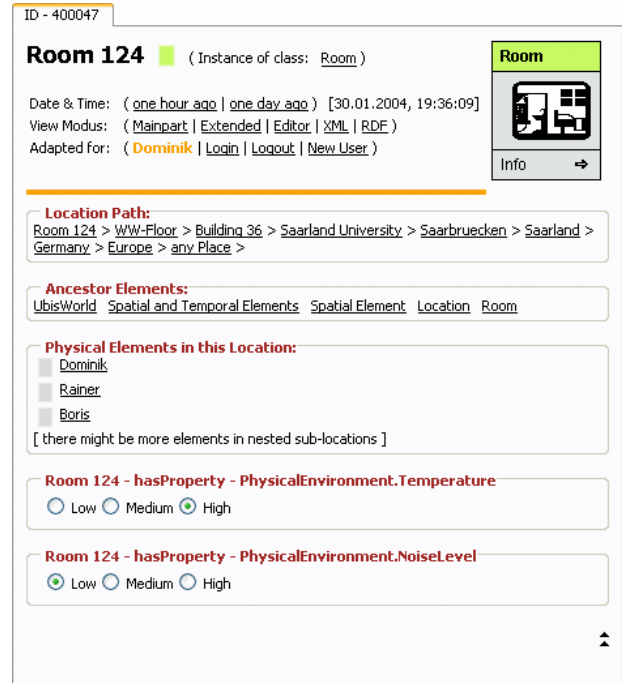 ID - 400047
Room 124 ( Instance of class: Room )
Room
Date & Time: ( one hour ago | one day ago ) [30.01.2004, 19:36:09]
View Modus: ( Mainpart | Extended | Editor | XML | RDF )
Adapted for: ( Dominik | Login | Logout | New User )
Info
Location Path:
Room 124 > WW-Floor > Building 36 > Saarland University > Saarbruecken > Saarland >
Germany > Europe > any Place >
Ancestor Elements:
UbisWorld Spatial and Temporal Elements Spatial Element Location Room
Physical Elements in this Location:
Dominik
Rainer
Boris
[ there might be more elements in nested sub-locations ]
Room 124 - hasProperty - PhysicalEnvironment.Temperature
Low Medium High
Room 124 - hasProperty - PhysicalEnvironment.NoiseLevel
Low Medium High